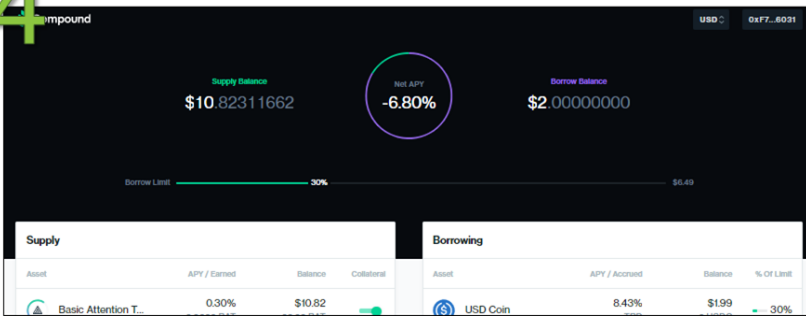 4
Compound
USD
0xF7...6031
Supply Balance
Net APY
Borrow Balance
$10.82311662
-6.80%
$2.00000000
Borrow Limit
30%
$6.49
Supply
Borrowing
Asset APY / Earned Balance Collateral
Asset APY / Accrued Balance % Of Limit
Basic Attention T... 0.30% $10.82
USD Coin 8.43% $1.99 30%